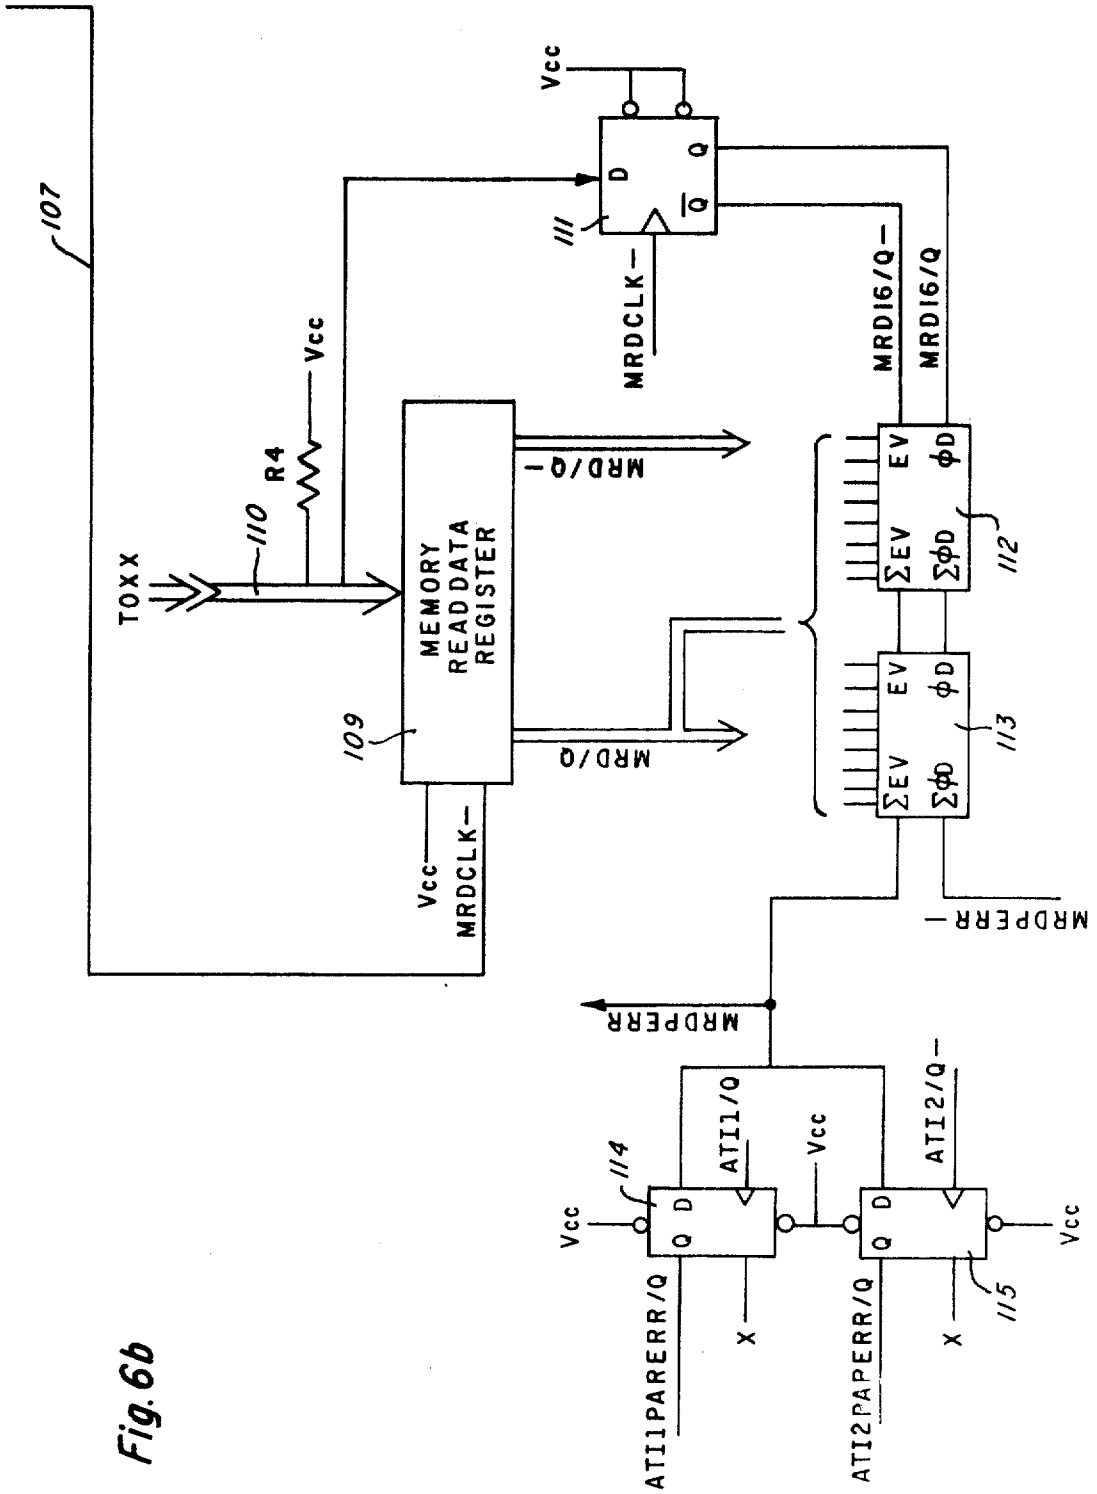 107
TOXX
110
R4
Vcc
Vcc
D
111
Q
Q
MRDCLK-
MEMORY
READ DATA
REGISTER
109
Vcc
MRDCLK-
MRD/Q-
MRD/Q
MRD16/Q-
MRD16/Q
EV
ΣEV
ϕD
ΣϕD
112
EV
ΣEV
ϕD
ΣϕD
113
MRDPERR-
MRDPERR
Vcc
114
D
Q
ATI1/Q
Vcc
ATI1PARERR/Q
X
D
Q
ATI2/Q-
Vcc
115
ATI2PAPERR/Q
X
Fig. 6b